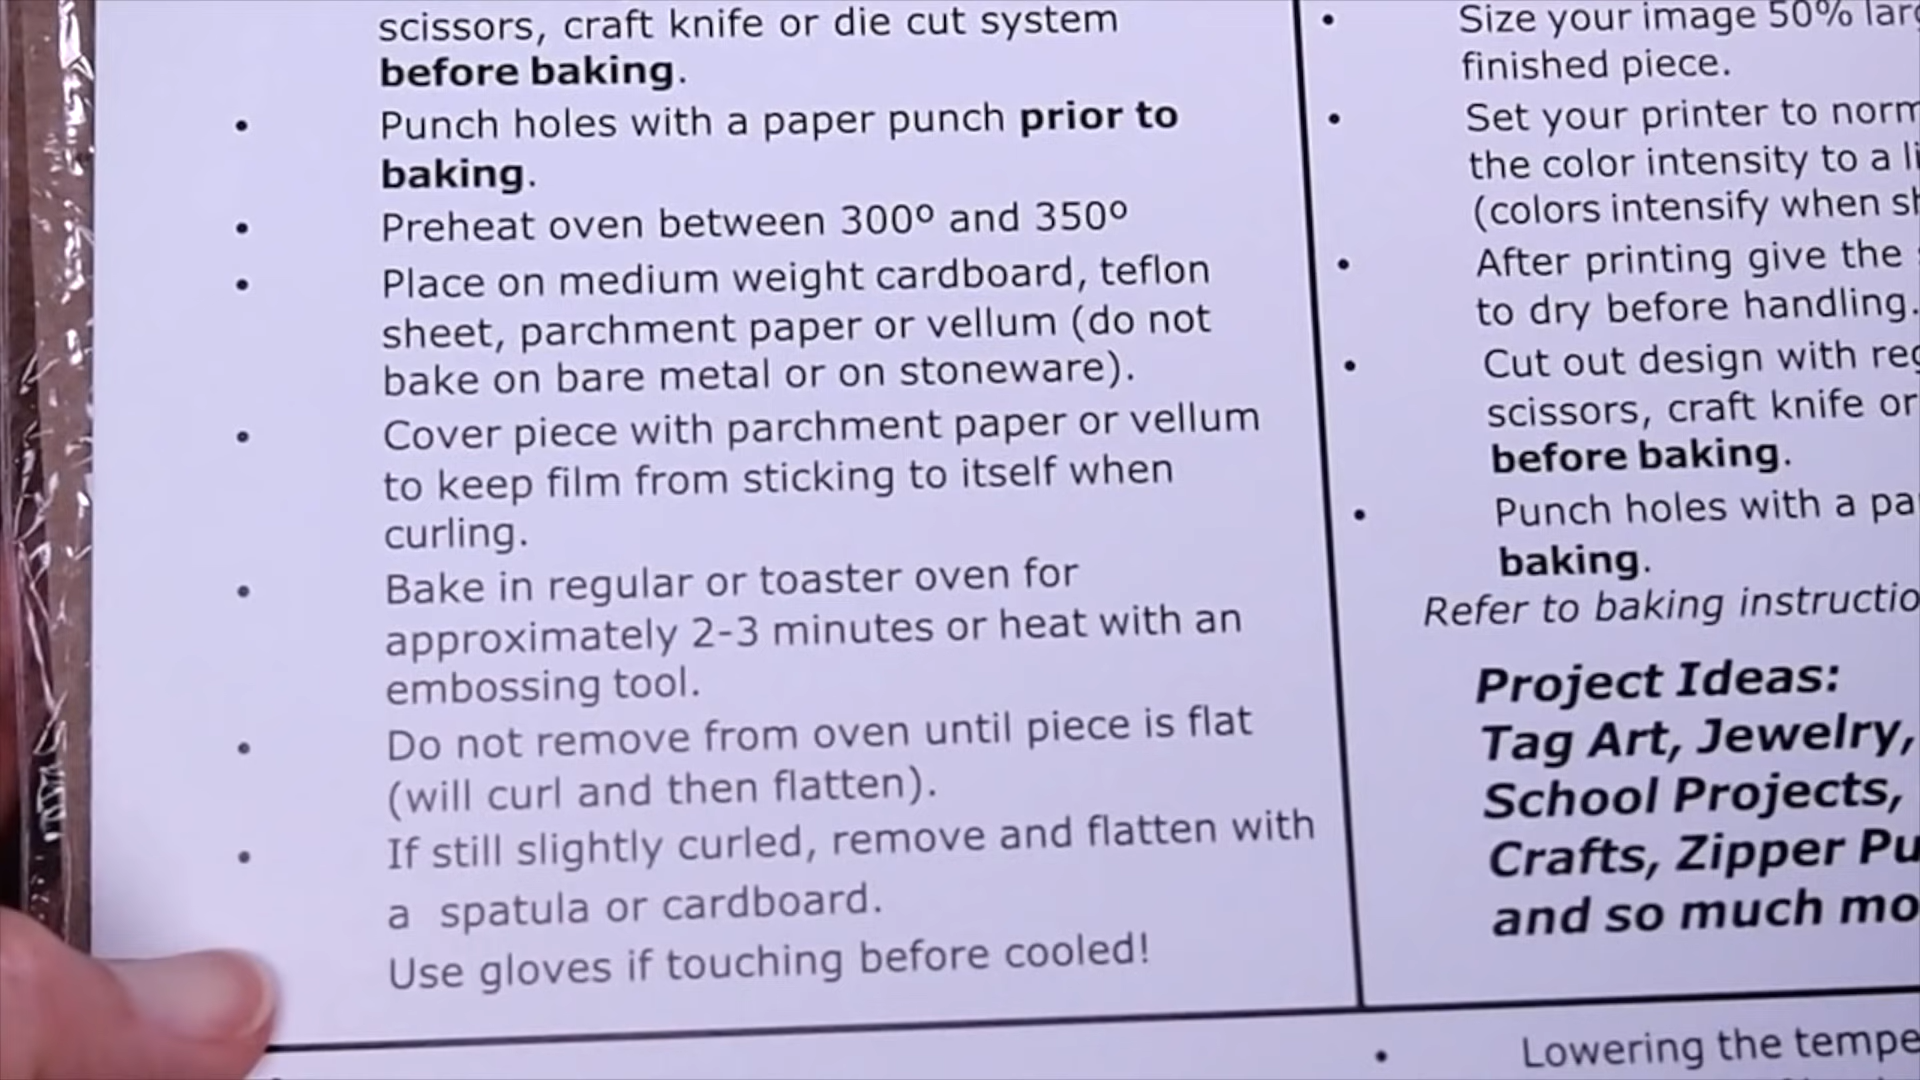 scissors, craft knife or die cut system
before baking.
• Punch holes with a paper punch prior to
baking.
• Preheat oven between 300º and 350º
• Place on medium weight cardboard, teflon
sheet, parchment paper or vellum (do not
bake on bare metal or on stoneware).
• Cover piece with parchment paper or vellum
to keep film from sticking to itself when
curling.
• Bake in regular or toaster oven for
approximately 2-3 minutes or heat with an
embossing tool.
• Do not remove from oven until piece is flat
(will curl and then flatten).
• If still slightly curled, remove and flatten with
a spatula or cardboard.
Use gloves if touching before cooled!
• Size your image 50%
finished piece.
• Set your printer to
the color intensity to a
(colors intensify when
• After printing give the
to dry before handling.
• Cut out design with
scissors, craft knife or
before baking.
• Punch holes with a
baking.
Refer to baking
Project Ideas:
Tag Art, Jewelry,
School Projects,
Crafts, Zipper
and so much
• Lowering the